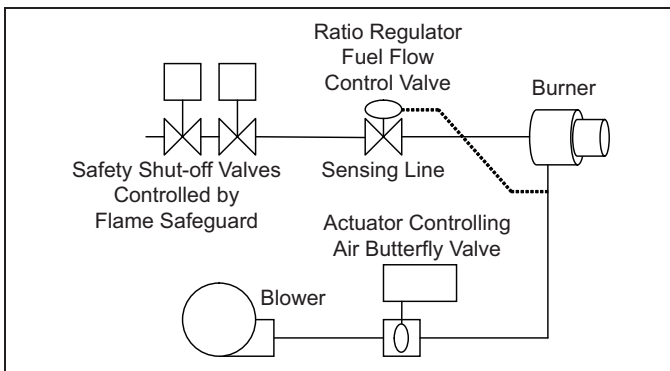 Ratio Regulator
Fuel Flow
Control Valve
Burner
Safety Shut-off Valves
Controlled by
Flame Safeguard
Sensing Line
Actuator Controlling
Air Butterfly Valve
Blower